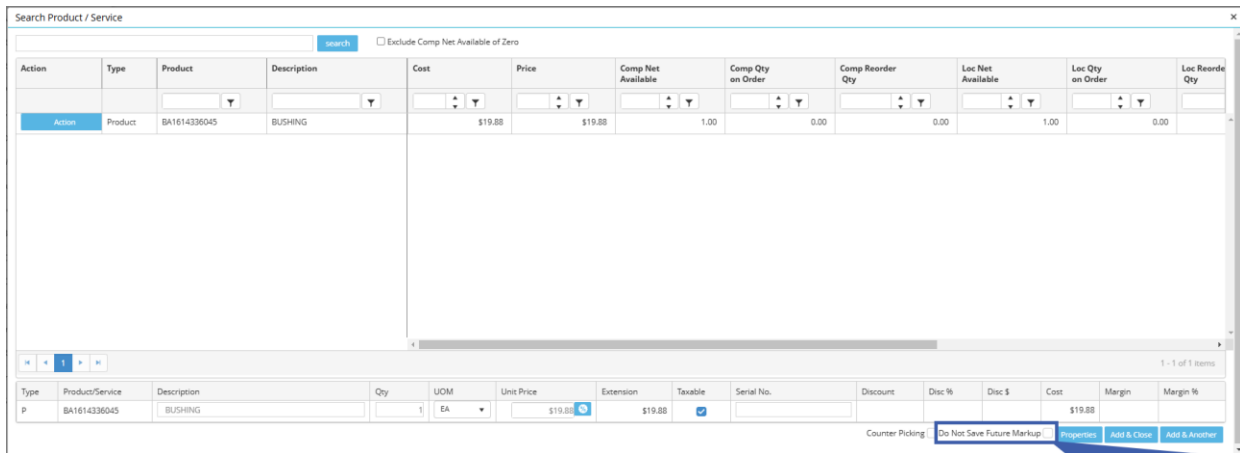 Search Product / Service ×
search Exclude Comp Net Available of Zero
Action Type Product Description Cost Price Comp Net Available Comp Qty on Order Comp Reorder Qty Loc Net Available Loc Qty on Order Loc Reorde Qty
Action Product BA1614336045 BUSHING $19.88 $19.88 1.00 0.00 0.00 1.00 0.00
1 1 - 1 of 1 items
Type Product/Service Description Qty UOM Unit Price Extension Taxable Serial No. Discount Disc % Disc $ Cost Margin Margin %
P BA1614336045 BUSHING 1 EA $19.88 $19.88 $19.88
Counter Picking Do Not Save Future Markup Properties Add & Close Add & Another